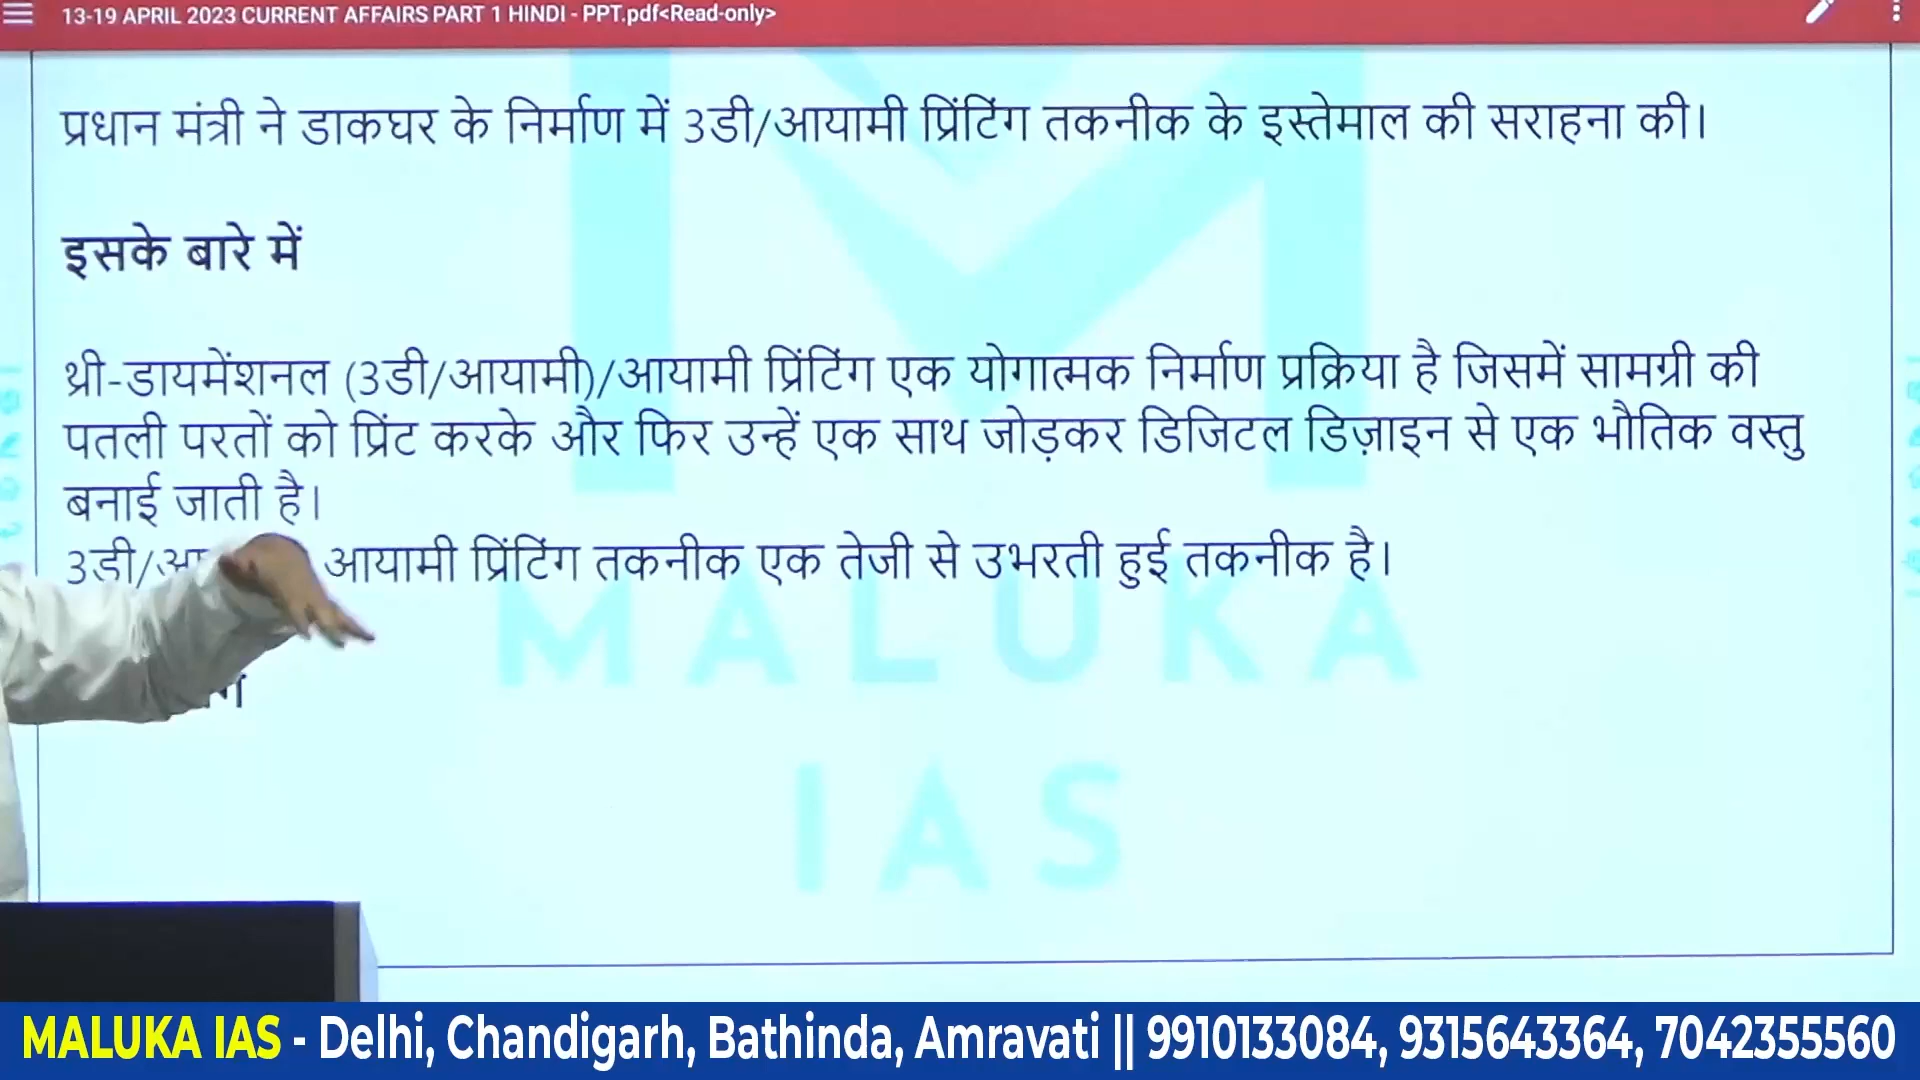 13-19 APRIL 2023 CURRENT AFFAIRS PART 1 HINDI - PPT.pdf<Read-only>
प्रधान मंत्री ने डाकघर के निर्माण में 3डी/आयामी प्रिंटिंग तकनीक के इस्तेमाल की सराहना की।
इसके बारे में
थ्री-डायमेंशनल (3डी/आयामी)/आयामी प्रिंटिंग एक योगात्मक निर्माण प्रक्रिया है जिसमें सामग्री की
पतली परतों को प्रिंट करके और फिर उन्हें एक साथ जोड़कर डिजिटल डिज़ाइन से एक भौतिक वस्तु
बनाई जाती है।
3डी/ आयामी प्रिंटिंग तकनीक एक तेजी से उभरती हुई तकनीक है।
MALUKA
IAS
MALUKA IAS - Delhi, Chandigarh, Bathinda, Amravati || 9910133084, 9315643364, 7042355560